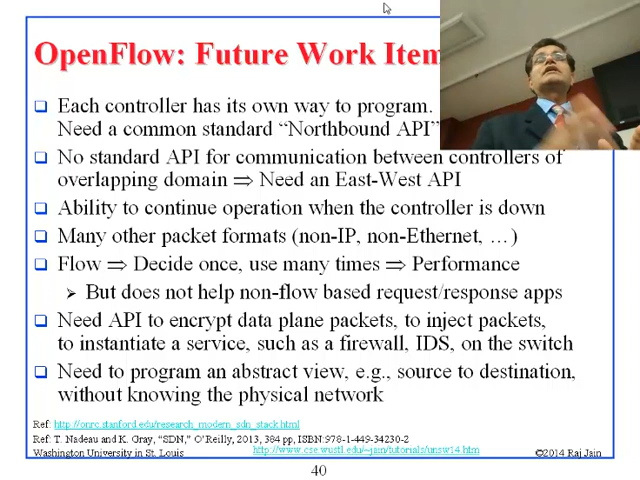 OpenFlow: Future Work Item
Each controller has its own way to program.
Need a common standard “Northbound API”
No standard API for communication between controllers of
overlapping domain ⇒ Need an East-West API
Ability to continue operation when the controller is down
Many other packet formats (non-IP, non-Ethernet, …)
Flow ⇒ Decide once, use many times ⇒ Performance
But does not help non-flow based request/response apps
Need API to encrypt data plane packets, to inject packets,
to instantiate a service, such as a firewall, IDS, on the switch
Need to program an abstract view, e.g., source to destination,
without knowing the physical network
Ref: http://onrc.stanford.edu/research_modern_sdn_stack.html
Ref: T. Nadeau and K. Gray, “SDN,” O’Reilly, 2013, 384 pp, ISBN:978-1-449-34230-2
Washington University in St. Louis http://www.cse.wustl.edu/~jain/tutorials/unsw14.htm ©2014 Raj Jain
40